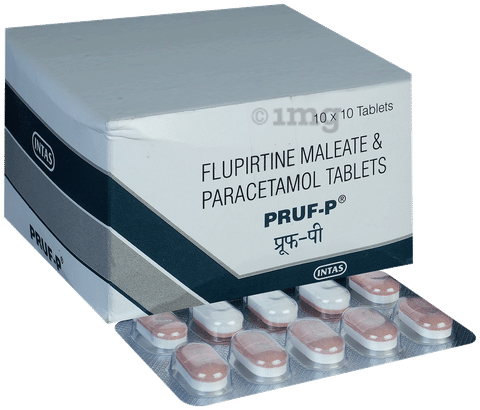 ©1mg
10 x 10 Tablets
FLUPIRTINE MALEATE &
PARACETAMOL TABLETS
PRUF-P®
प्रूफ-पी
INTAS
INTAS
PRUF-P®